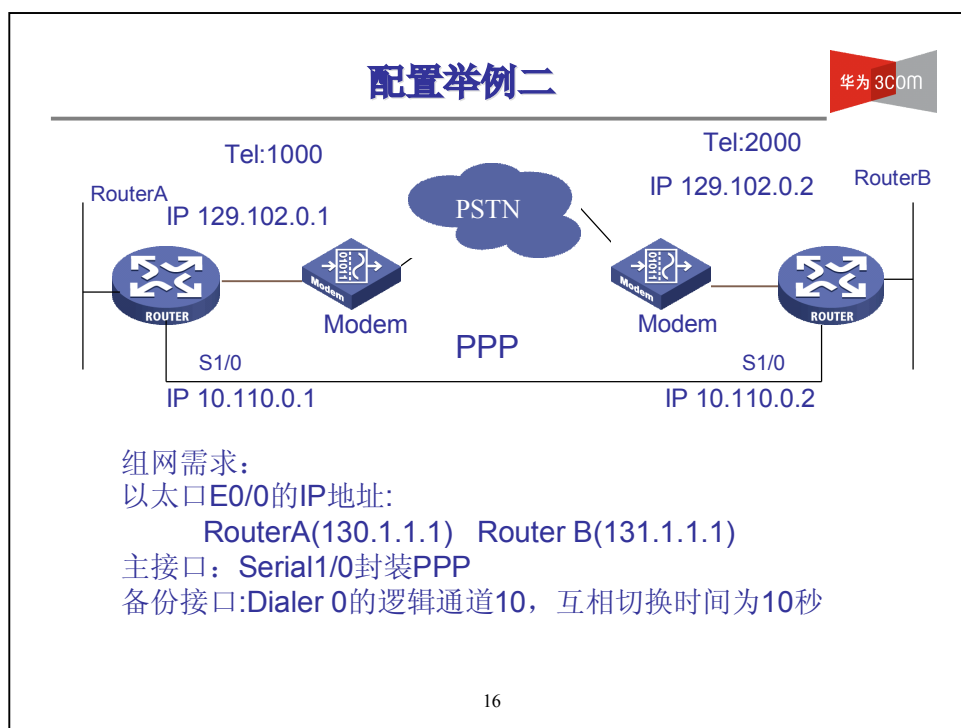 配置举例二
华为 3COM
Tel:1000
Tel:2000
RouterA
IP 129.102.0.1
PSTN
IP 129.102.0.2
RouterB
ROUTER
Modem
Modem
Modem
Modem
ROUTER
PPP
S1/0
S1/0
IP 10.110.0.1
IP 10.110.0.2
组网需求：
以太口E0/0的IP地址:
RouterA(130.1.1.1) Router B(131.1.1.1)
主接口：Serial1/0封装PPP
备份接口:Dialer 0的逻辑通道10，互相切换时间为10秒
16